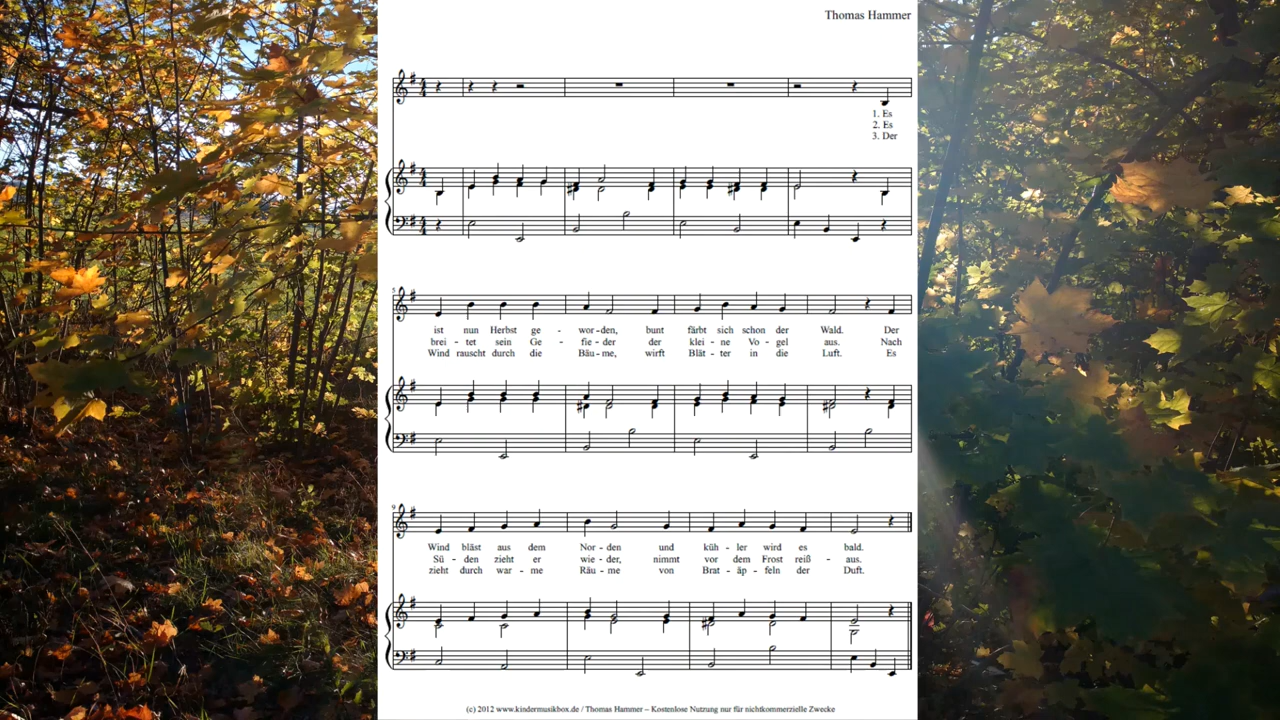 Thomas Hammer
1. Es
2. Es
3. Der
5
ist nun Herbst ge - wor - den, bunt färbt sich schon der Wald. Der
brei - tet sein Ge - fie - der der klei - ne Vo - gel aus. Nach
Wind rauscht durch die Bäu - me, wirft Blät - ter in die Luft. Es
9
Wind bläst aus dem Nor - den und küh - ler wird es bald.
Sü - den zieht er wie - der, nimmt vor dem Frost reiß - aus.
zieht durch war - me Räu - me von Brat - äp - feln der Duft.
(c) 2012 www.kindermusikbox.de / Thomas Hammer – Kostenlose Nutzung nur für nichtkommerzielle Zwecke